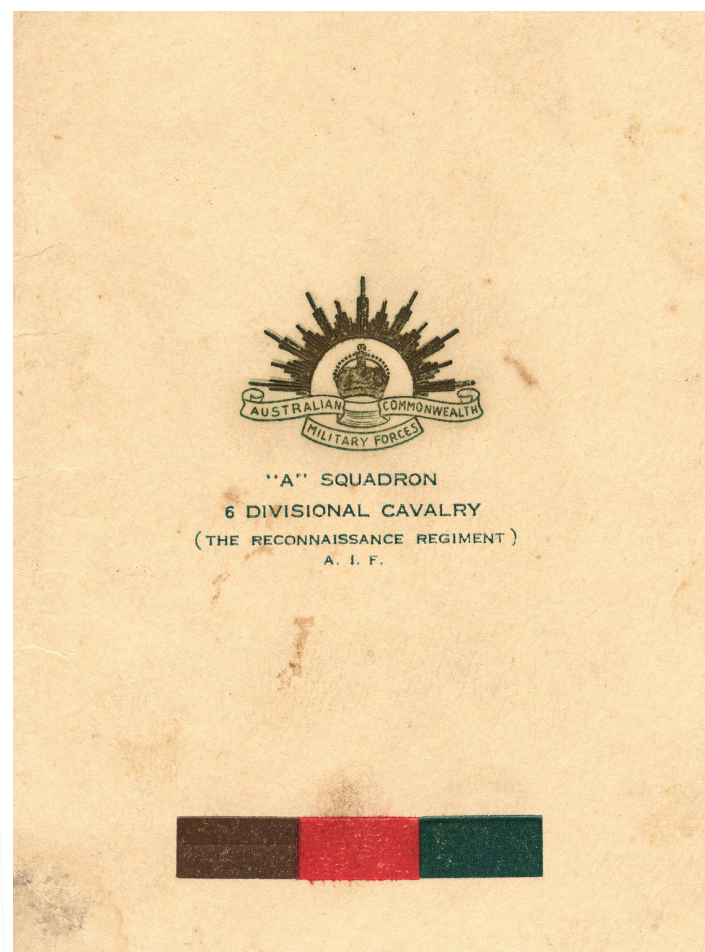 AUSTRALIAN COMMONWEALTH
MILITARY FORCES
"A" SQUADRON
6 DIVISIONAL CAVALRY
(THE RECONNAISSANCE REGIMENT)
A. I. F.